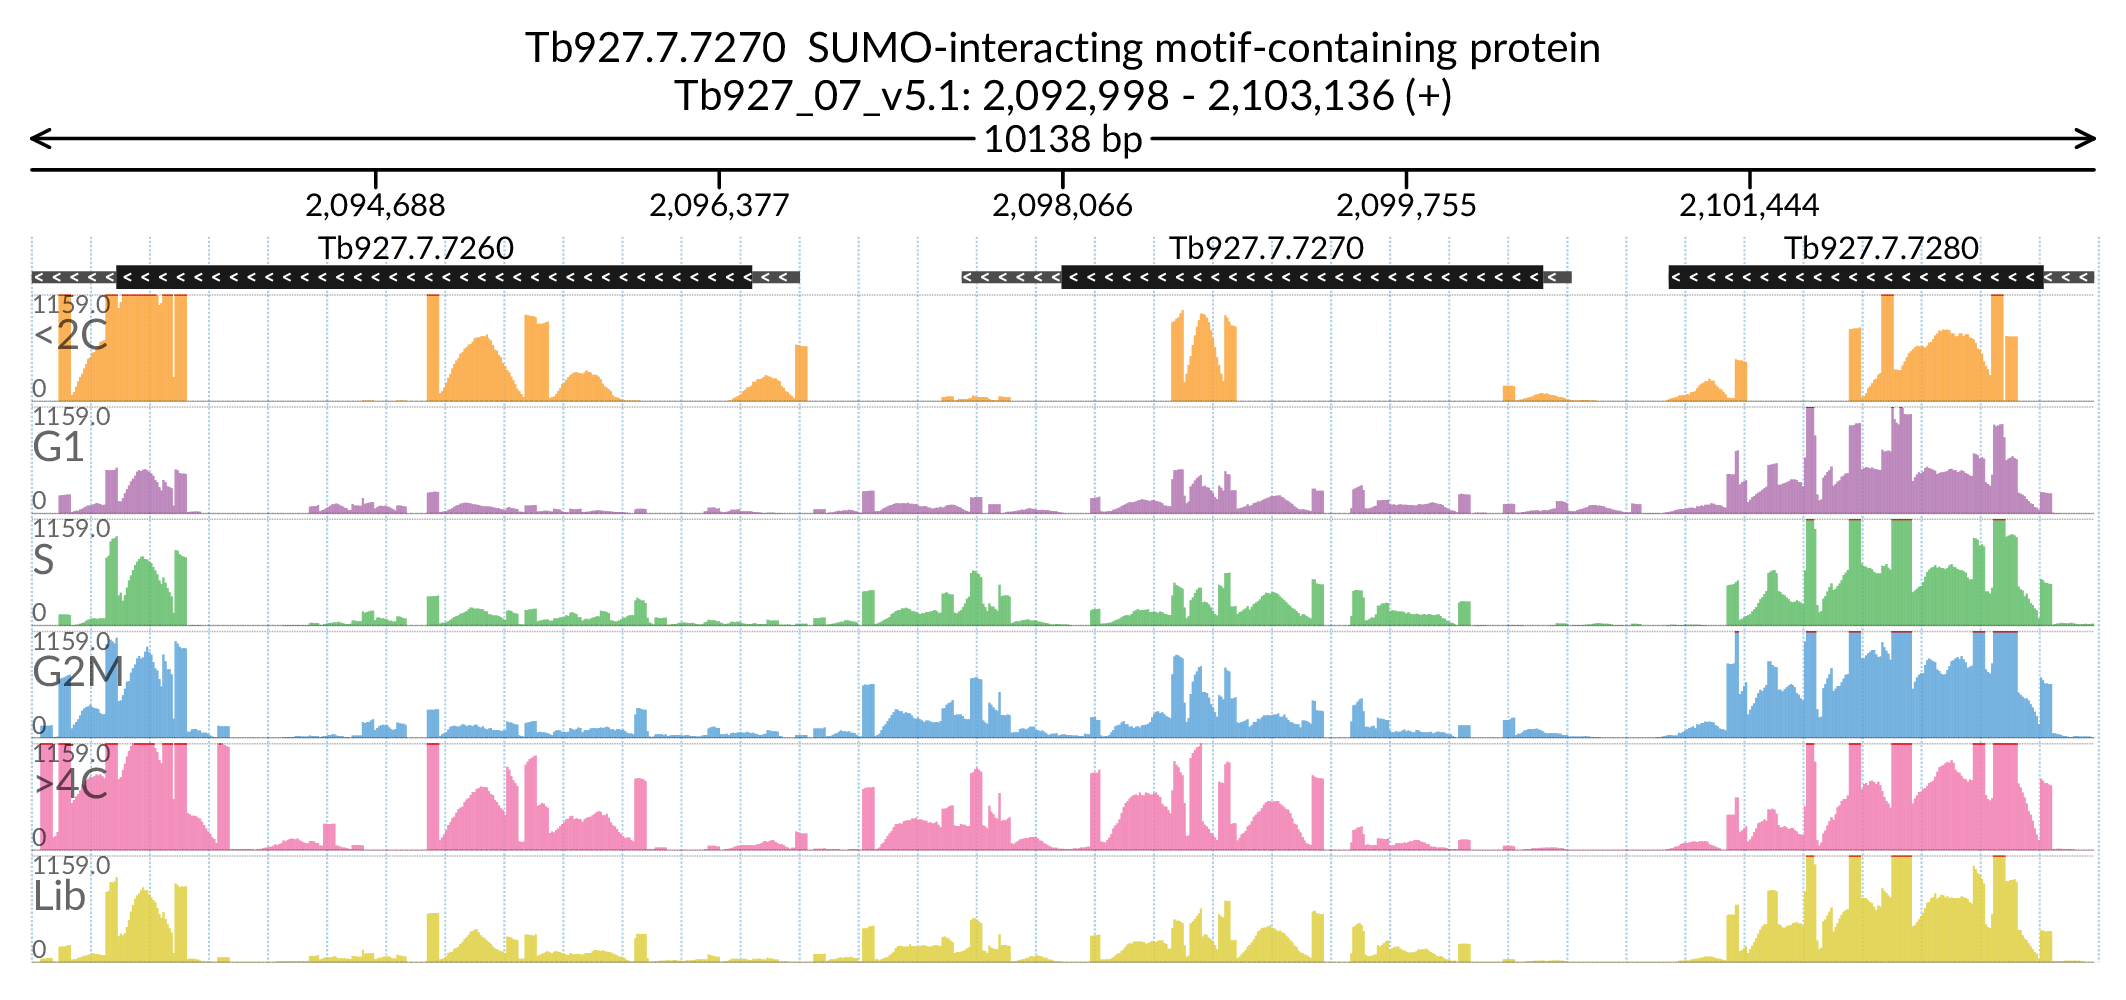 Tb927.7.7270 SUMO-interacting motif-containing protein
Tb927_07_v5.1: 2,092,998 - 2,103,136 (+)
10138 bp
2,094,688 2,096,377 2,098,066 2,099,755 2,101,444
Tb927.7.7260 Tb927.7.7270 Tb927.7.7280
1159.0
<2C
0
1159.0
G1
0
1159.0
S
0
1159.0
G2M
0
1159.0
>4C
0
1159.0
Lib
0